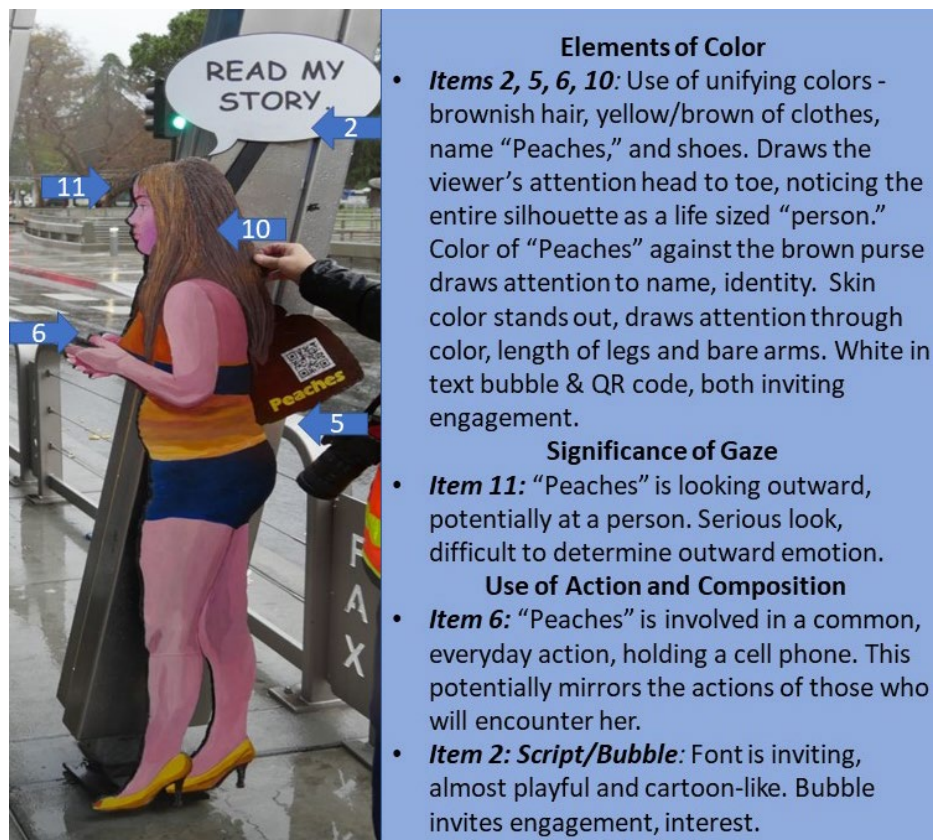 READ MY
STORY
2
11
10
6
Peaches
5
FAX
Elements of Color
• Items 2, 5, 6, 10: Use of unifying colors -
brownish hair, yellow/brown of clothes,
name “Peaches,” and shoes. Draws the
viewer’s attention head to toe, noticing the
entire silhouette as a life sized “person.”
Color of “Peaches” against the brown purse
draws attention to name, identity. Skin
color stands out, draws attention through
color, length of legs and bare arms. White in
text bubble & QR code, both inviting
engagement.
Significance of Gaze
• Item 11: “Peaches” is looking outward,
potentially at a person. Serious look,
difficult to determine outward emotion.
Use of Action and Composition
• Item 6: “Peaches” is involved in a common,
everyday action, holding a cell phone. This
potentially mirrors the actions of those who
will encounter her.
• Item 2: Script/Bubble: Font is inviting,
almost playful and cartoon-like. Bubble
invites engagement, interest.